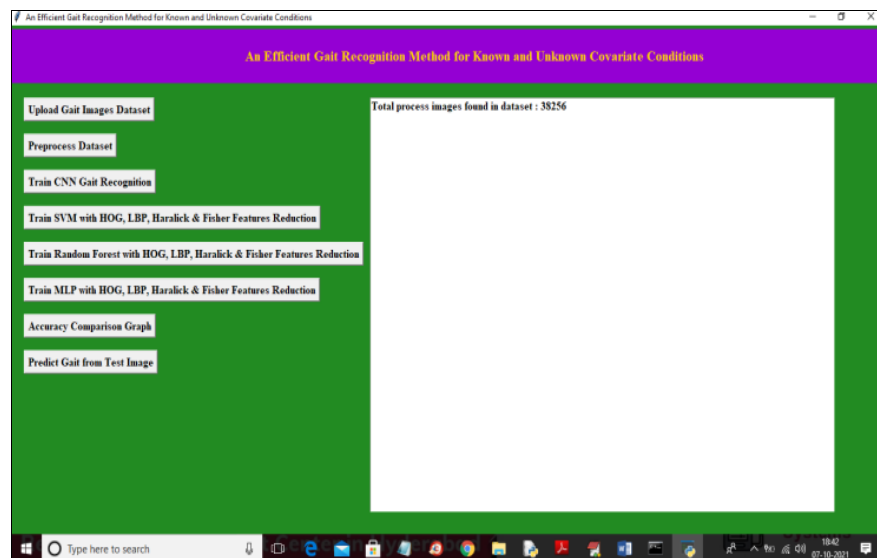 An Efficient Gait Recognition Method for Known and Unknown Covariate Conditions
An Efficient Gait Recognition Method for Known and Unknown Covariate Conditions
Upload Gait Images Dataset
Total process images found in dataset : 38256
Preprocess Dataset
Train CNN Gait Recognition
Train SVM with HOG, LBP, Haralick & Fisher Features Reduction
Train Random Forest with HOG, LBP, Haralick & Fisher Features Reduction
Train MLP with HOG, LBP, Haralick & Fisher Features Reduction
Accuracy Comparison Graph
Predict Gait from Test Image
Type here to search
18:42
07-10-2021